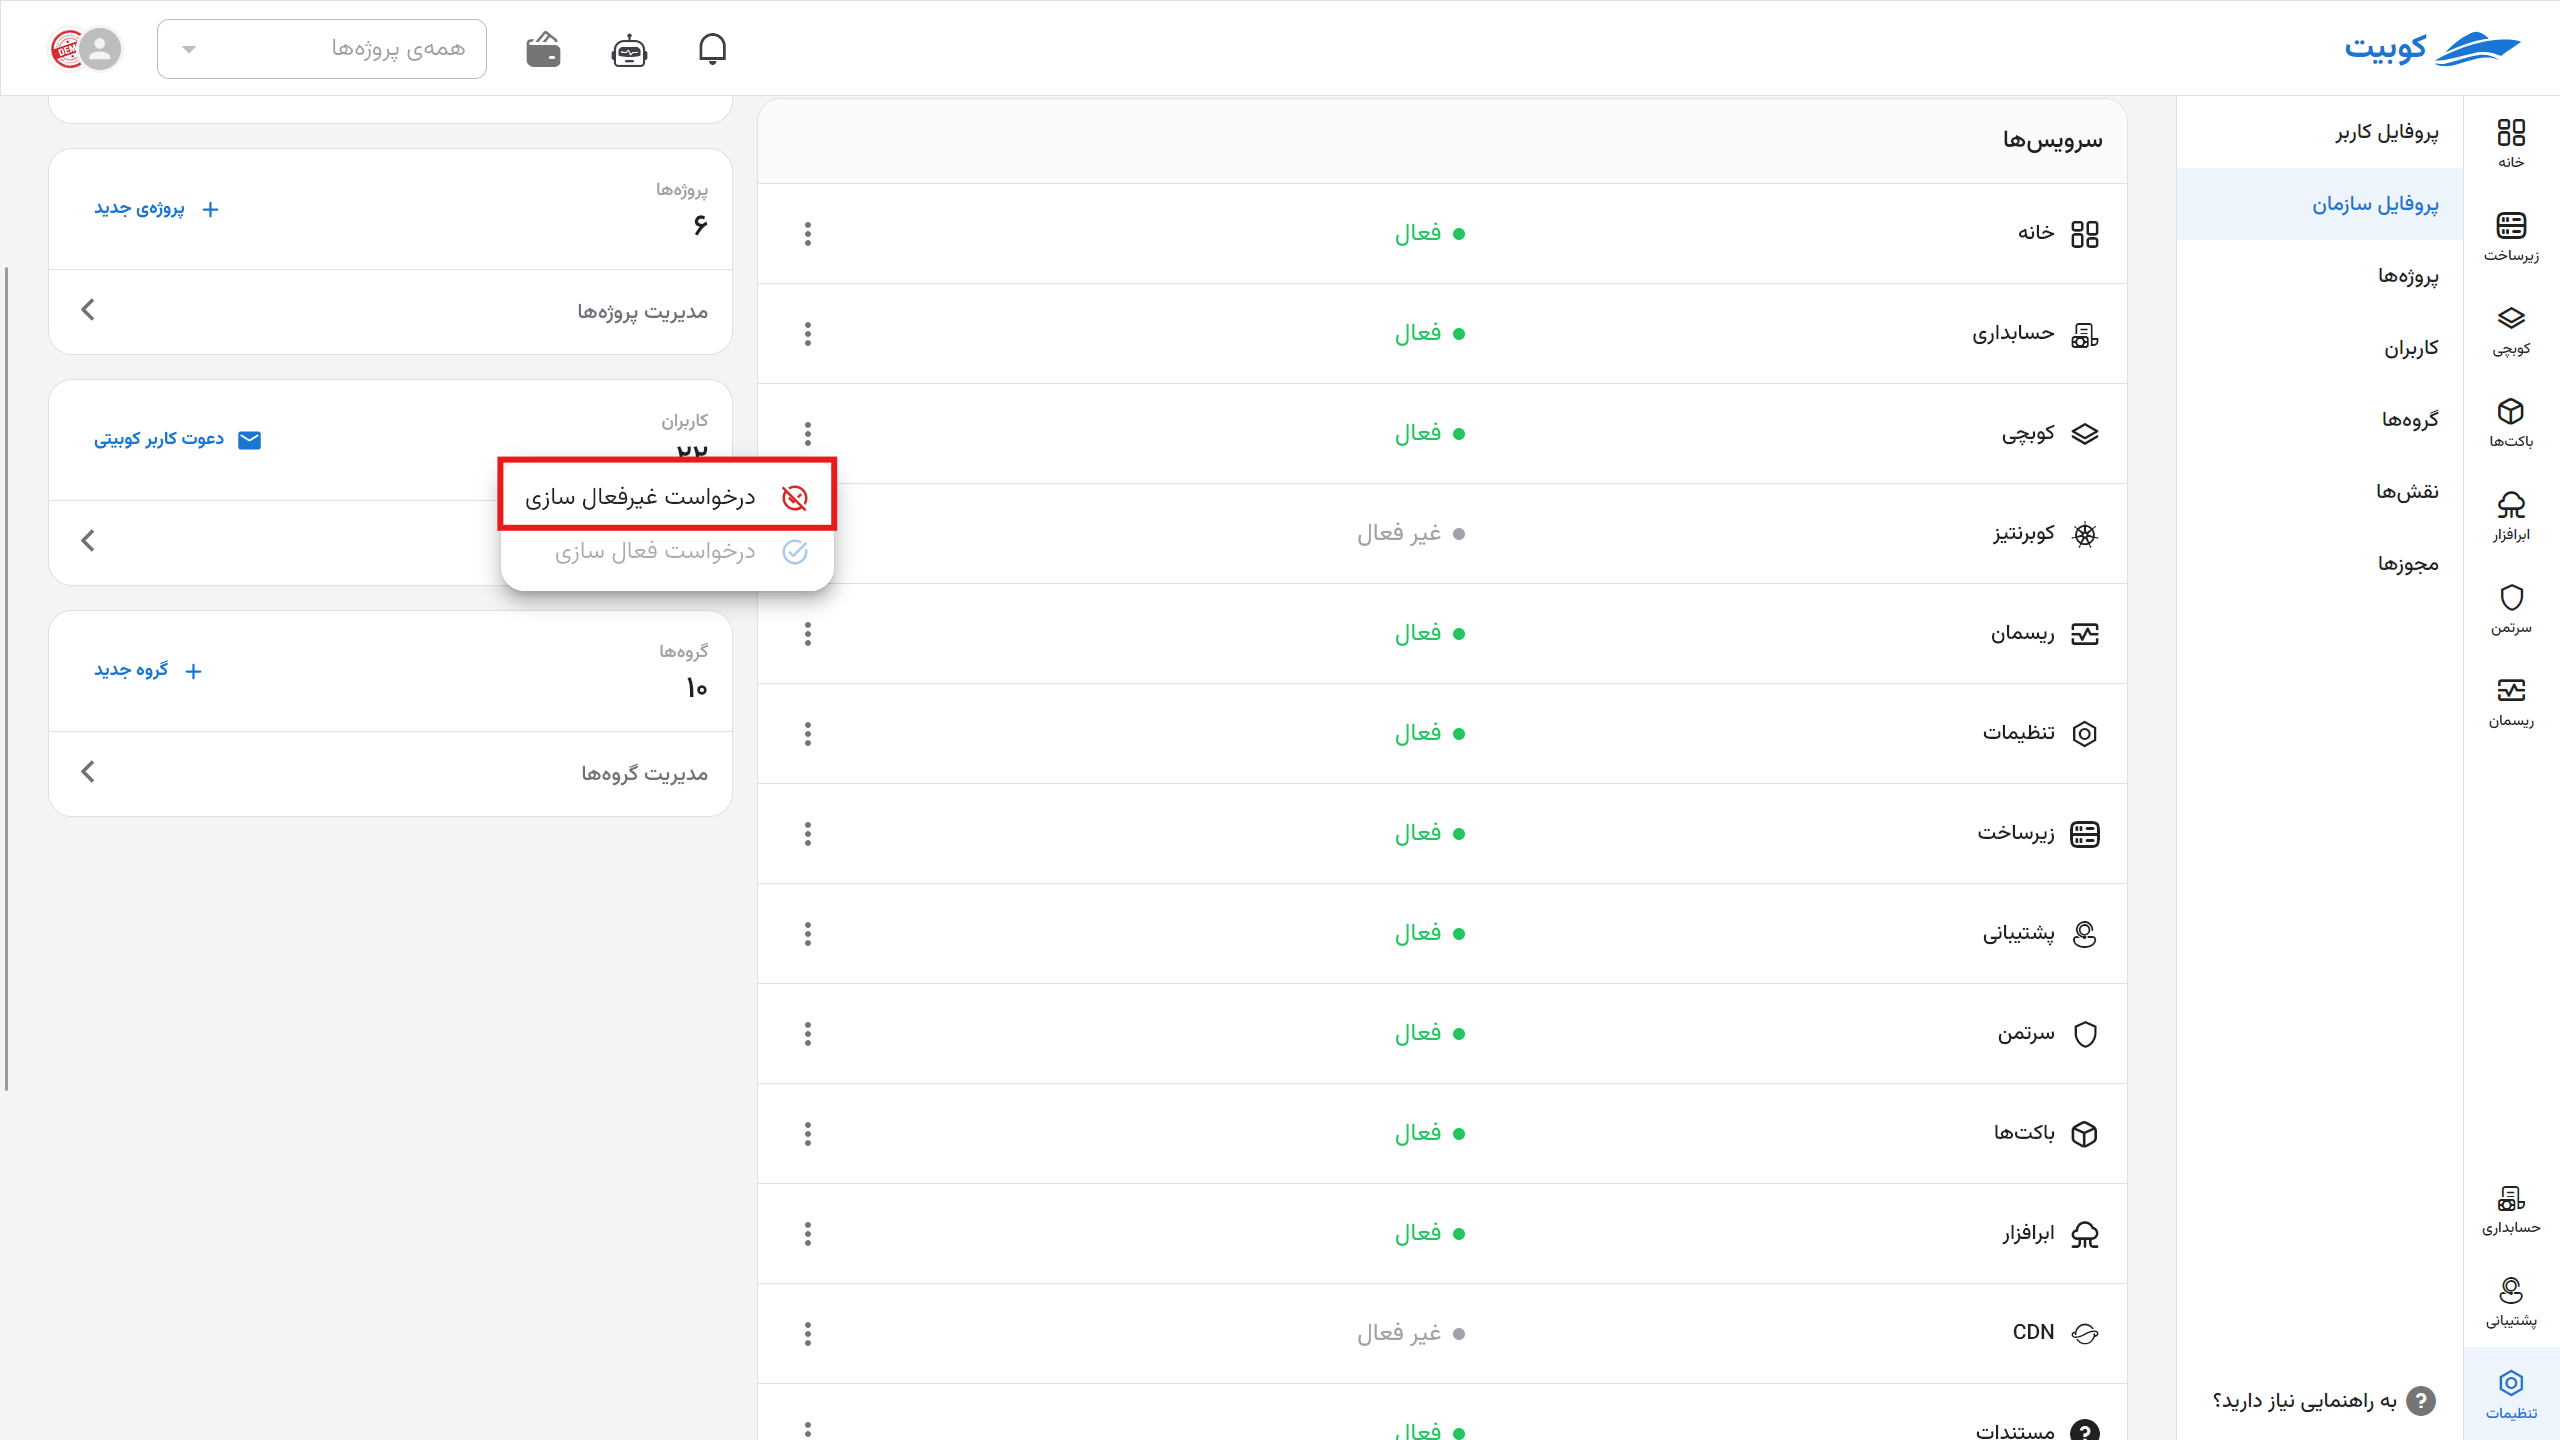 کوبیت
همه‌ی پروژه‌ها
DEMO
خانه
زیرساخت
کوبچی
باکت‌ها
ابرافزار
سرتمن
ریسمان
حسابداری
پشتیبانی
تنظیمات
پروفایل کاربر
پروفایل سازمان
پروژه‌ها
کاربران
گروه‌ها
نقش‌ها
مجوزها
به راهنمایی نیاز دارید؟
سرویس‌ها
خانه فعال
حسابداری فعال
کوبچی فعال
کوبرنتیز غیر فعال
ریسمان فعال
تنظیمات فعال
زیرساخت فعال
پشتیبانی فعال
سرتمن فعال
باکت‌ها فعال
ابرافزار فعال
CDN غیر فعال
مستندات فعال
درخواست غیرفعال سازی
درخواست فعال سازی
پروژه‌ها
۶
پروژه‌ی جدید
مدیریت پروژه‌ها
کاربران
۲۲
دعوت کاربر کوبیتی
گروه‌ها
۱۰
گروه جدید
مدیریت گروه‌ها